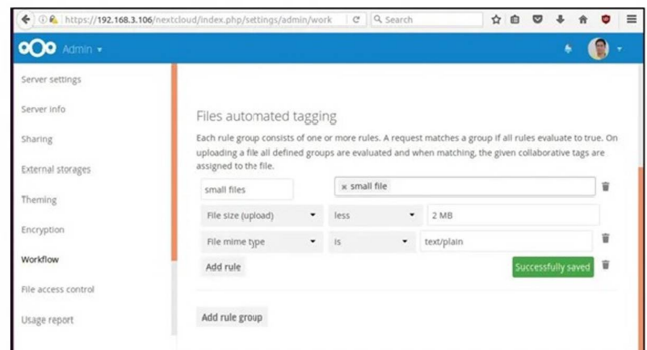 https://192.168.3.106/nextcloud/index.php/settings/admin/work
Search
Admin
Server settings
Server info
Sharing
External storages
Theming
Encryption
Workflow
File access control
Usage report
Files automated tagging
Each rule group consists of one or more rules. A request matches a group if all rules evaluate to true. On
uploading a file all defined groups are evaluated and when matching, the given collaborative tags are
assigned to the file.
small files
× small file
File size (upload) less 2 MB
File mime type is text/plain
Add rule Successfully saved
Add rule group